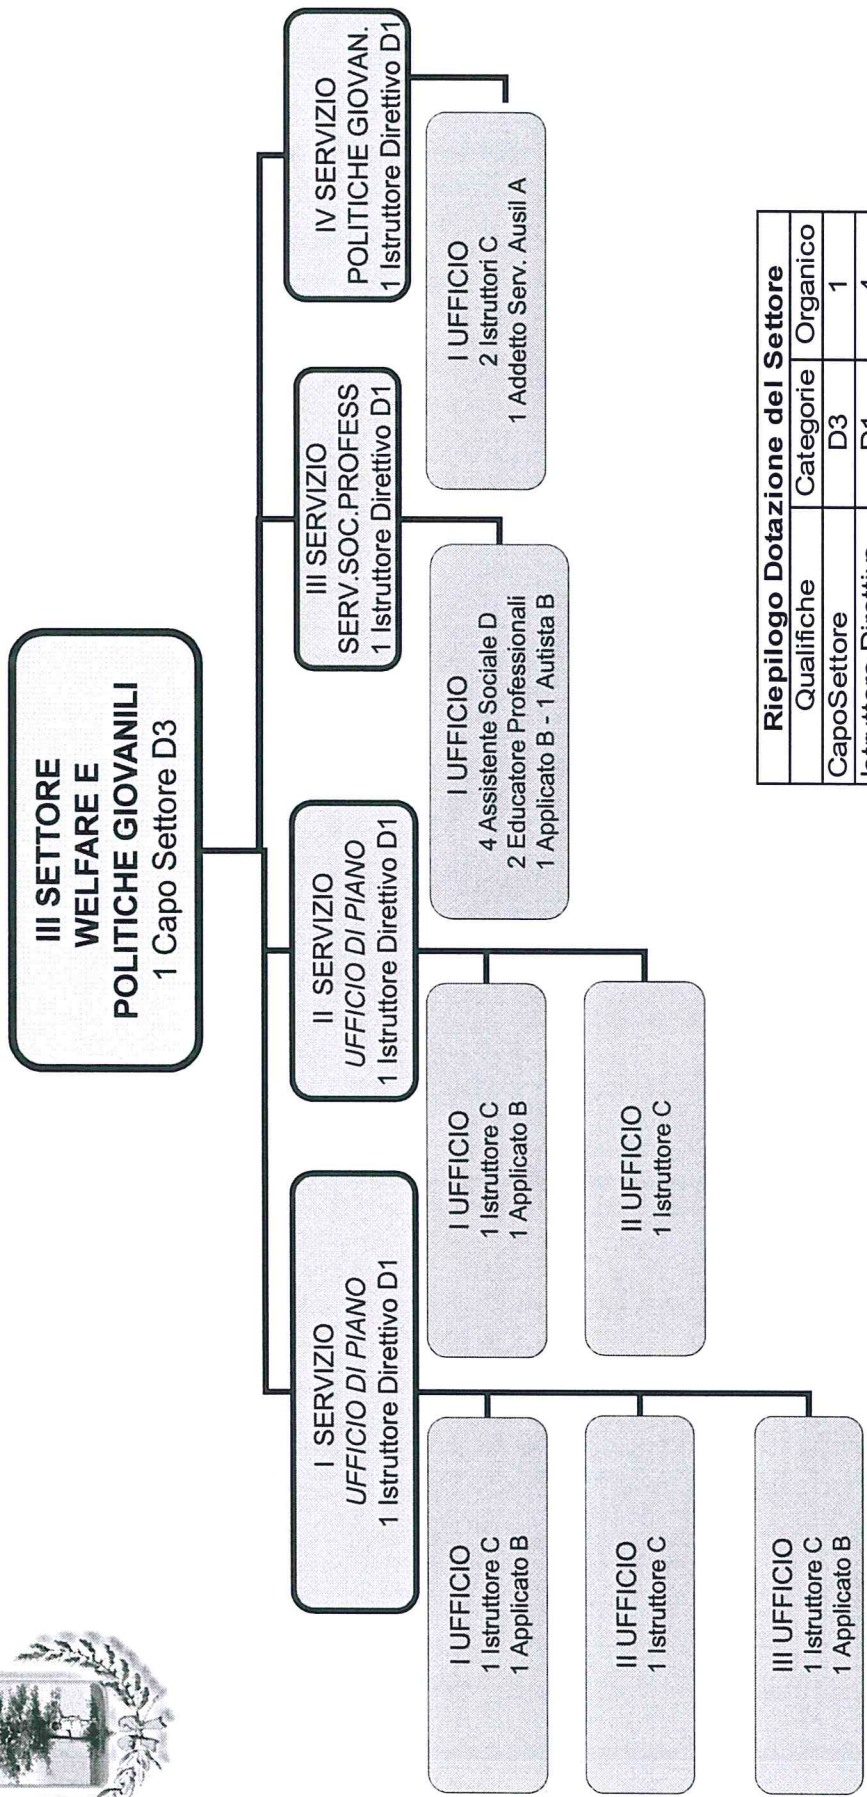 III SETTORE
WELFARE E
POLITICHE GIOVANILI
1 Capo Settore D3
I SERVIZIO
UFFICIO DI PIANO
1 Istruttore Direttivo D1
I UFFICIO
1 Istruttore C
1 Applicato B
II UFFICIO
1 Istruttore C
III UFFICIO
1 Istruttore C
1 Applicato B
II SERVIZIO
UFFICIO DI PIANO
1 Istruttore Direttivo D1
I UFFICIO
1 Istruttore C
1 Applicato B
II UFFICIO
1 Istruttore C
III SERVIZIO
SERV.SOC.PROFESS
1 Istruttore Direttivo D1
I UFFICIO
4 Assistente Sociale D
2 Educatore Professionali
1 Applicato B - 1 Autista B
IV SERVIZIO
POLITICHE GIOVAN.
1 Istruttore Direttivo D1
I UFFICIO
2 Istruttori C
1 Addetto Serv. Ausil A
Riepilogo Dotazione del Settore
Qualifiche Categorie Organico
CapoSettore D3 1
Istruttore Direttivo D1